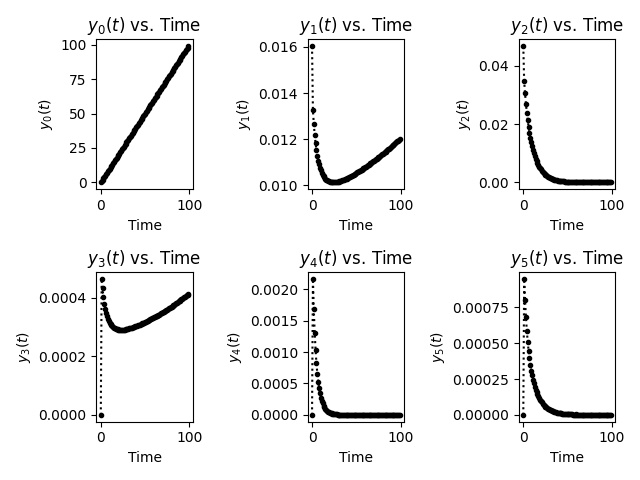 y₀(t) vs. Time
y₁(t) vs. Time
y₂(t) vs. Time
100
75
50
25
0
y₀(t)
0
100
Time
0.016
0.014
0.012
0.010
y₁(t)
0
100
Time
0.04
0.02
0.00
y₂(t)
0
100
Time
y₃(t) vs. Time
y₄(t) vs. Time
y₅(t) vs. Time
0.0004
0.0002
0.0000
y₃(t)
0
100
Time
0.0020
0.0015
0.0010
0.0005
0.0000
y₄(t)
0
100
Time
0.00075
0.00050
0.00025
0.00000
y₅(t)
0
100
Time